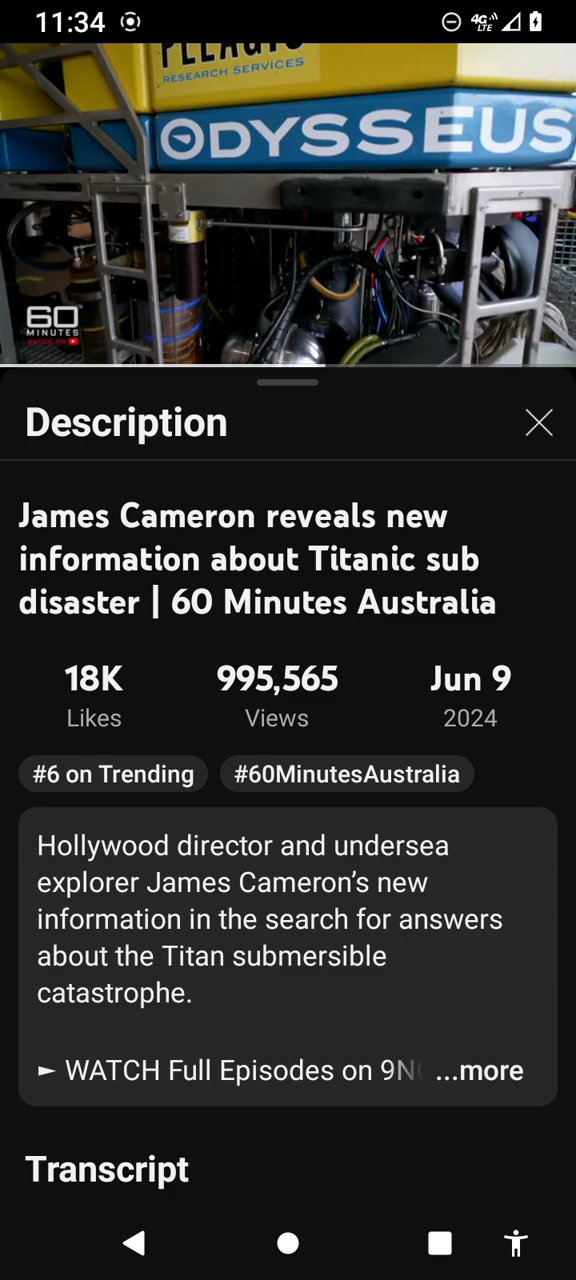 11:34
4G
LTE
RESEARCH SERVICES
ODYSSEUS
60
MINUTES
Description
James Cameron reveals new
information about Titanic sub
disaster | 60 Minutes Australia
18K 995,565 Jun 9
Likes Views 2024
#6 on Trending #60MinutesAustralia
Hollywood director and undersea
explorer James Cameron’s new
information in the search for answers
about the Titan submersible
catastrophe.
► WATCH Full Episodes on 9N ...more
Transcript